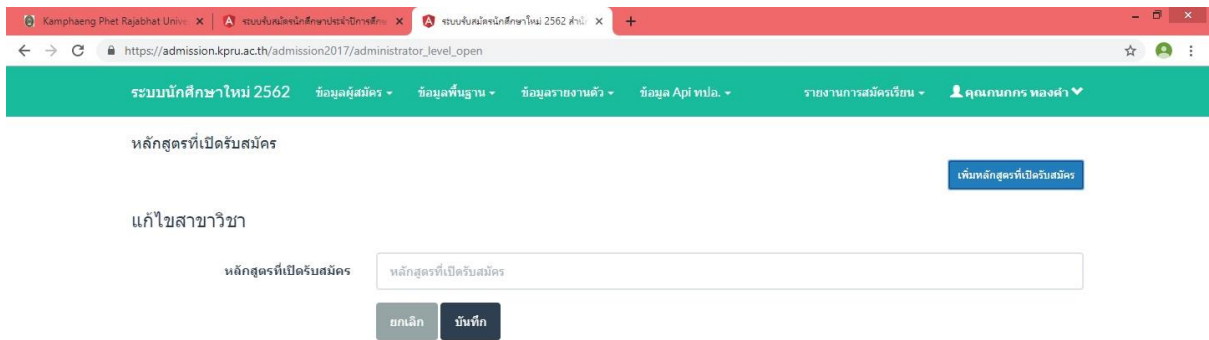 Kamphaeng Phet Rajabhat Unive
ระบบรับสมัครนักศึกษาประจำปีการศึกษ
ระบบรับสมัครนักศึกษาใหม่ 2562 สำนั
https://admission.kpru.ac.th/admission2017/administrator_level_open
ระบบนักศึกษาใหม่ 2562 ข้อมูลผู้สมัคร ข้อมูลพื้นฐาน ข้อมูลรายงานตัว ข้อมูล Api ทปอ. รายงานการสมัครเรียน คุณกนกกร ทองคำ
หลักสูตรที่เปิดรับสมัคร
เพิ่มหลักสูตรที่เปิดรับสมัคร
แก้ไขสาขาวิชา
หลักสูตรที่เปิดรับสมัคร หลักสูตรที่เปิดรับสมัคร
ยกเลิก บันทึก